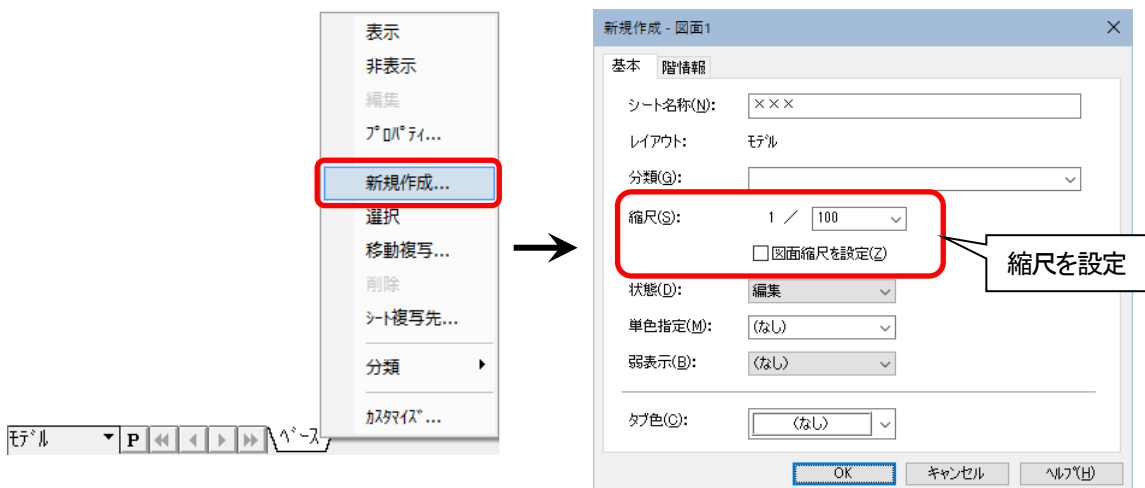 表示
非表示
編集
ﾌﾟﾛﾊﾟﾃｨ...
新規作成...
選択
移動複写...
削除
ｼｰﾄ複写先...
分類
ｶｽﾀﾏｲｽﾞ...
ﾓﾃﾞﾙ P ﾍﾞｰｽ
新規作成 - 図面1
基本 階情報
シート名称(N): ×××
レイアウト: ﾓﾃﾞﾙ
分類(G):
縮尺(S): 1 ／ 100
図面縮尺を設定(Z)
縮尺を設定
状態(D): 編集
単色指定(M): (なし)
弱表示(B): (なし)
タブ色(C): (なし)
OK キャンセル ﾍﾙﾌﾟ(H)